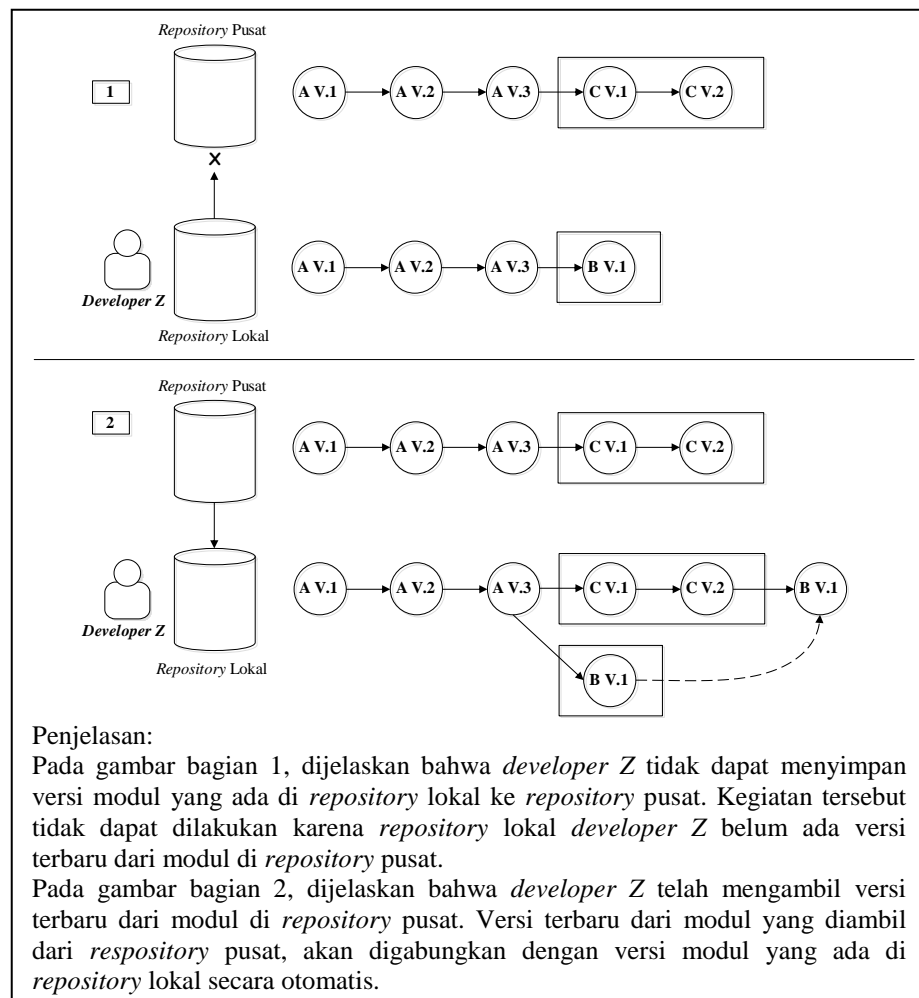 Repository Pusat
1
A V.1 A V.2 A V.3 C V.1 C V.2
X
Developer Z
A V.1 A V.2 A V.3 B V.1
Repository Lokal
Repository Pusat
2
A V.1 A V.2 A V.3 C V.1 C V.2
Developer Z
A V.1 A V.2 A V.3 C V.1 C V.2 B V.1
Repository Lokal
B V.1
Penjelasan:
Pada gambar bagian 1, dijelaskan bahwa developer Z tidak dapat menyimpan
versi modul yang ada di repository lokal ke repository pusat. Kegiatan tersebut
tidak dapat dilakukan karena repository lokal developer Z belum ada versi
terbaru dari modul di repository pusat.
Pada gambar bagian 2, dijelaskan bahwa developer Z telah mengambil versi
terbaru dari modul di repository pusat. Versi terbaru dari modul yang diambil
dari respository pusat, akan digabungkan dengan versi modul yang ada di
repository lokal secara otomatis.